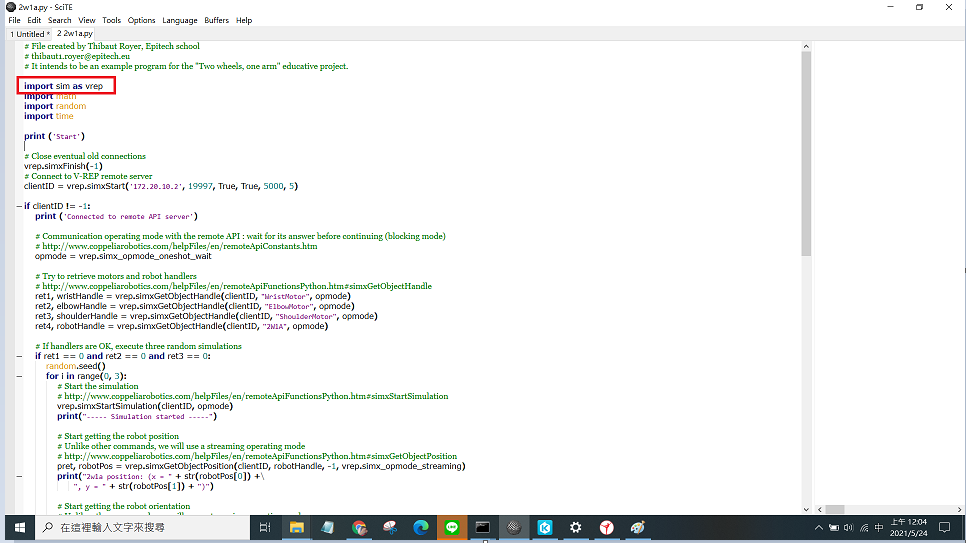 2w1a.py - SciTE
File Edit Search View Tools Options Language Buffers Help
1 Untitled * 2 2w1a.py
# File created by Thibaut Royer, Epitech school
# thibaut1.royer@epitech.eu
# It intends to be an example program for the "Two wheels, one arm" educative project.
import sim as vrep
import math
import random
import time
print ('Start')
# Close eventual old connections
vrep.simxFinish(-1)
# Connect to V-REP remote server
clientID = vrep.simxStart('172.20.10.2', 19997, True, True, 5000, 5)
if clientID != -1:
print ('Connected to remote API server')
# Communication operating mode with the remote API : wait for its answer before continuing (blocking mode)
# http://www.coppeliarobotics.com/helpFiles/en/remoteApiConstants.htm
opmode = vrep.simx_opmode_oneshot_wait
# Try to retrieve motors and robot handlers
# http://www.coppeliarobotics.com/helpFiles/en/remoteApiFunctionsPython.htm#simxGetObjectHandle
ret1, wristHandle = vrep.simxGetObjectHandle(clientID, "WristMotor", opmode)
ret2, elbowHandle = vrep.simxGetObjectHandle(clientID, "ElbowMotor", opmode)
ret3, shoulderHandle = vrep.simxGetObjectHandle(clientID, "ShoulderMotor", opmode)
ret4, robotHandle = vrep.simxGetObjectHandle(clientID, "2W1A", opmode)
# If handlers are OK, execute three random simulations
if ret1 == 0 and ret2 == 0 and ret3 == 0:
random.seed()
for i in range(0, 3):
# Start the simulation
# http://www.coppeliarobotics.com/helpFiles/en/remoteApiFunctionsPython.htm#simxStartSimulation
vrep.simxStartSimulation(clientID, opmode)
print("----- Simulation started -----")
# Start getting the robot position
# Unlike other commands, we will use a streaming operating mode
# http://www.coppeliarobotics.com/helpFiles/en/remoteApiFunctionsPython.htm#simxGetObjectPosition
pret, robotPos = vrep.simxGetObjectPosition(clientID, robotHandle, -1, vrep.simx_opmode_streaming)
print("2w1a position: (x = " + str(robotPos[0]) +\
", y = " + str(robotPos[1]) + ")")
# Start getting the robot orientation
在這裡輸入文字來搜尋
中
上午 12:04
2021/5/24